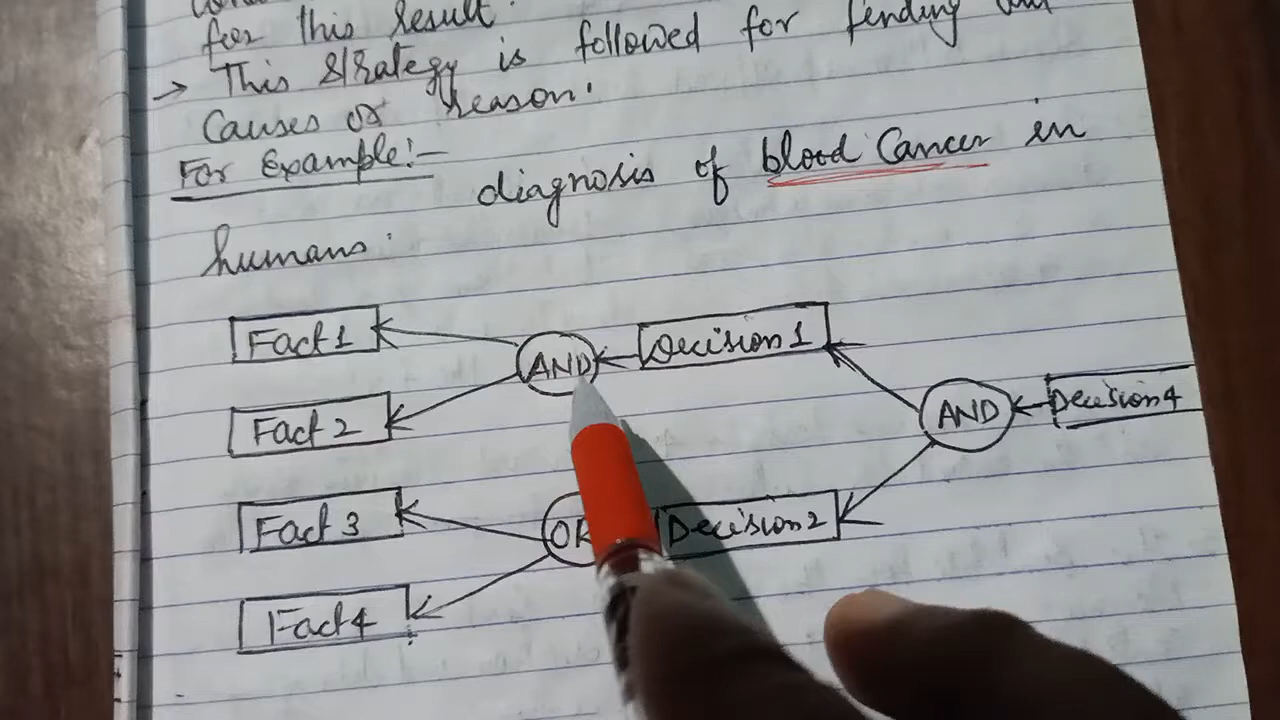 for this result.
→ This strategy is followed for finding
causes or reason.
For Example:-
diagnosis of blood Cancer in
humans.
Fact 1
AND
Decision 1
Fact 2
AND
Decision 4
Fact 3
OR
Decision 2
Fact 4